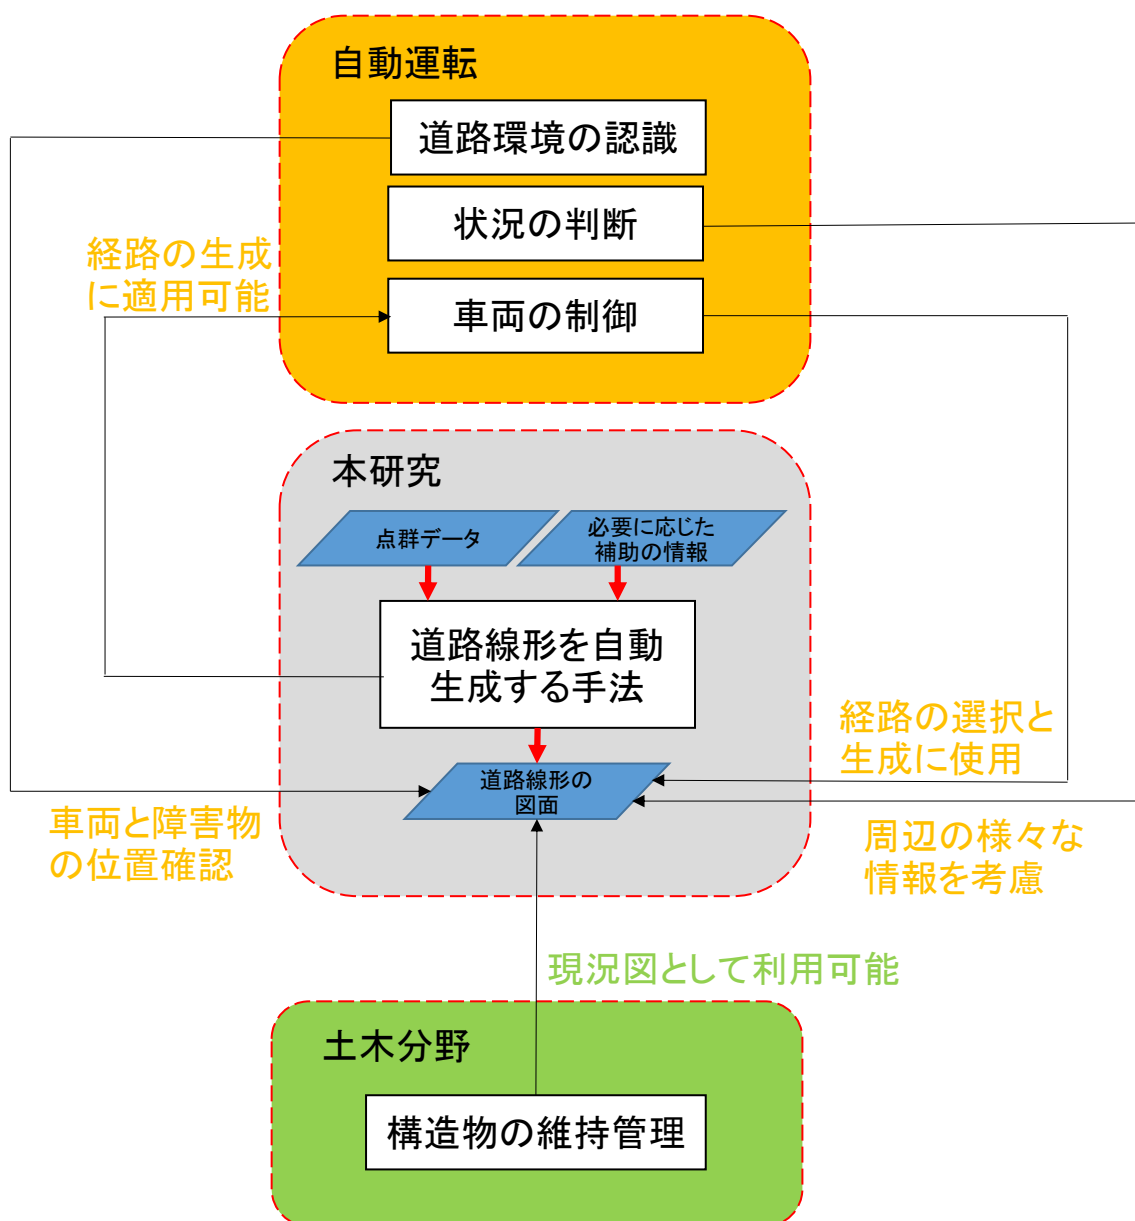 自動運転
道路環境の認識
状況の判断
経路の生成
に適用可能
車両の制御
本研究
点群データ
必要に応じた
補助の情報
道路線形を自動
生成する手法
経路の選択と
生成に使用
道路線形の
図面
車両と障害物
の位置確認
周辺の様々な
情報を考慮
現況図として利用可能
土木分野
構造物の維持管理